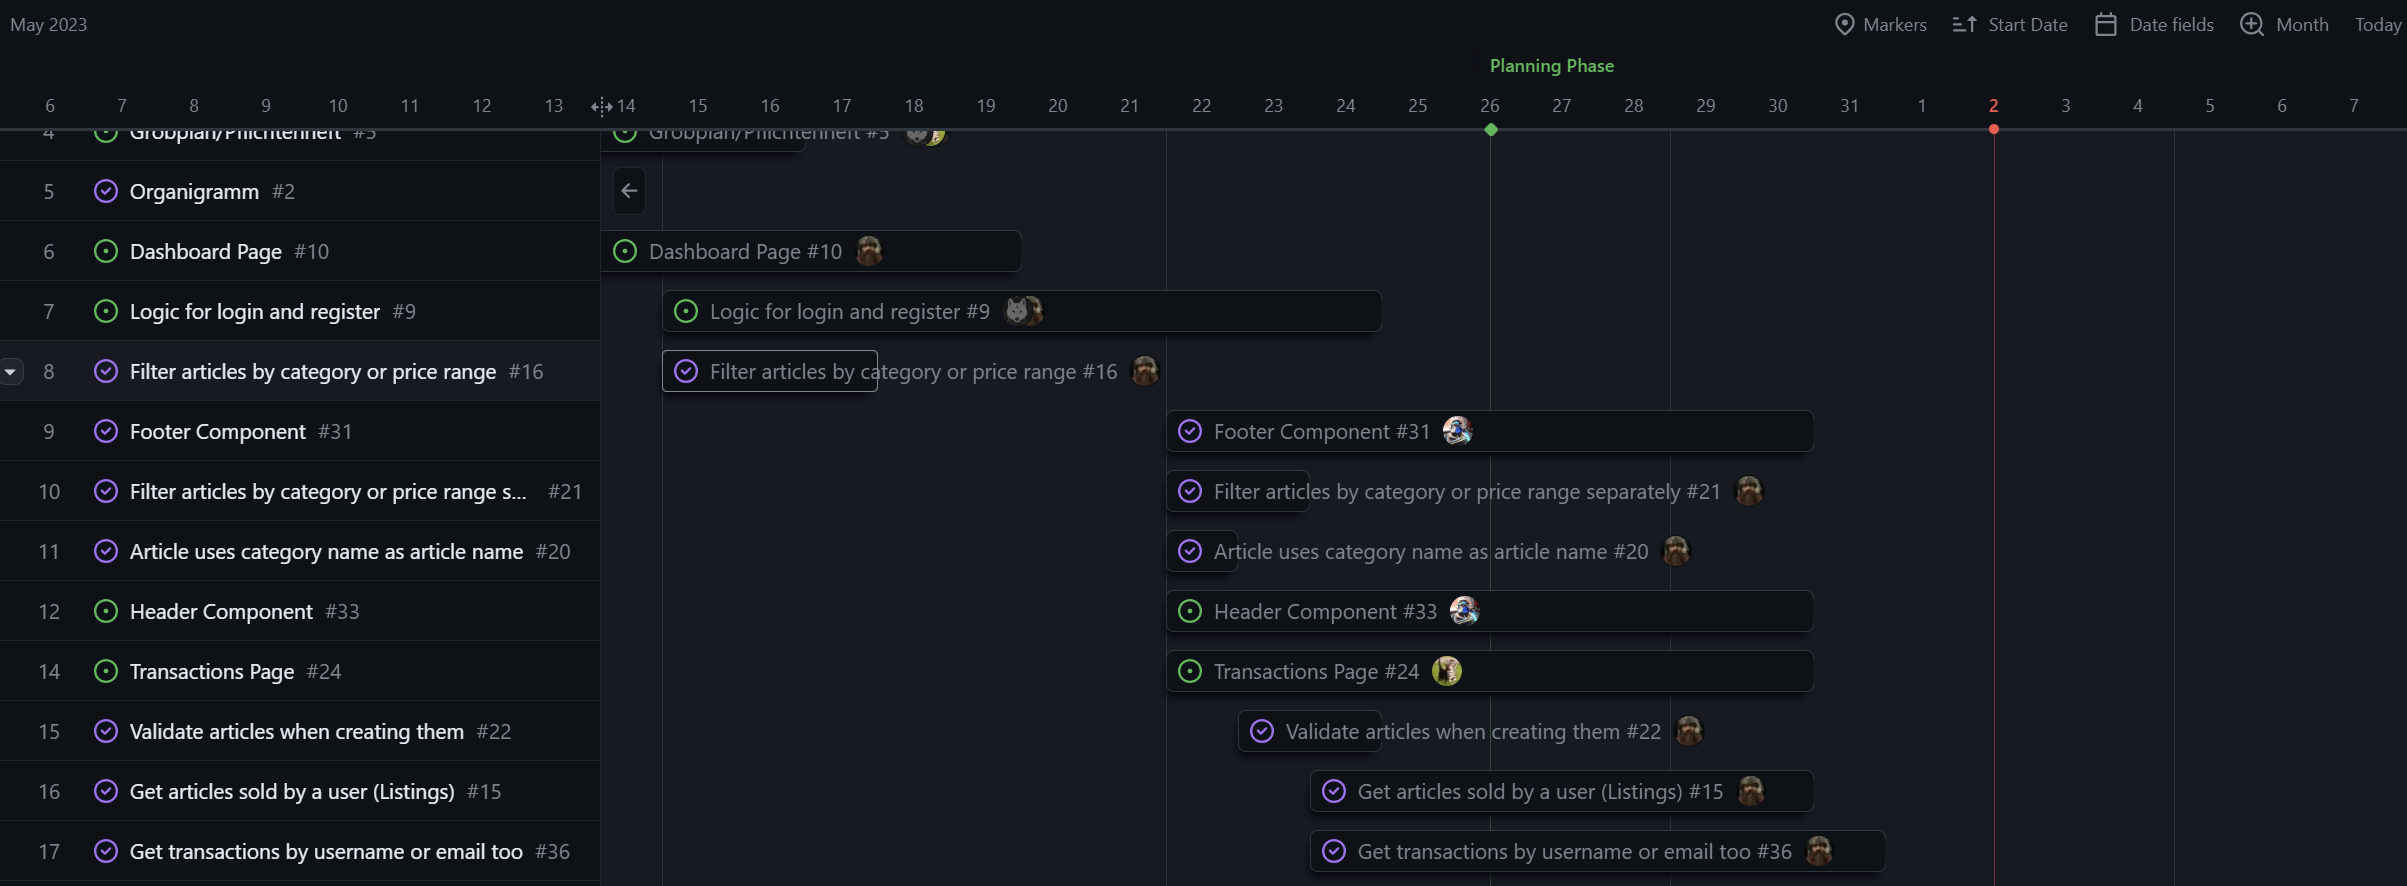 May 2023
Markers Start Date Date fields Month Today
Planning Phase
6 7 8 9 10 11 12 13 14 15 16 17 18 19 20 21 22 23 24 25 26 27 28 29 30 31 1 2 3 4 5 6 7
4 Grobplan/Pflichtenheft #5 Grobplan/Pflichtenheft #5
5 Organigramm #2
6 Dashboard Page #10 Dashboard Page #10
7 Logic for login and register #9 Logic for login and register #9
8 Filter articles by category or price range #16 Filter articles by category or price range #16
9 Footer Component #31 Footer Component #31
10 Filter articles by category or price range s... #21 Filter articles by category or price range separately #21
11 Article uses category name as article name #20 Article uses category name as article name #20
12 Header Component #33 Header Component #33
14 Transactions Page #24 Transactions Page #24
15 Validate articles when creating them #22 Validate articles when creating them #22
16 Get articles sold by a user (Listings) #15 Get articles sold by a user (Listings) #15
17 Get transactions by username or email too #36 Get transactions by username or email too #36